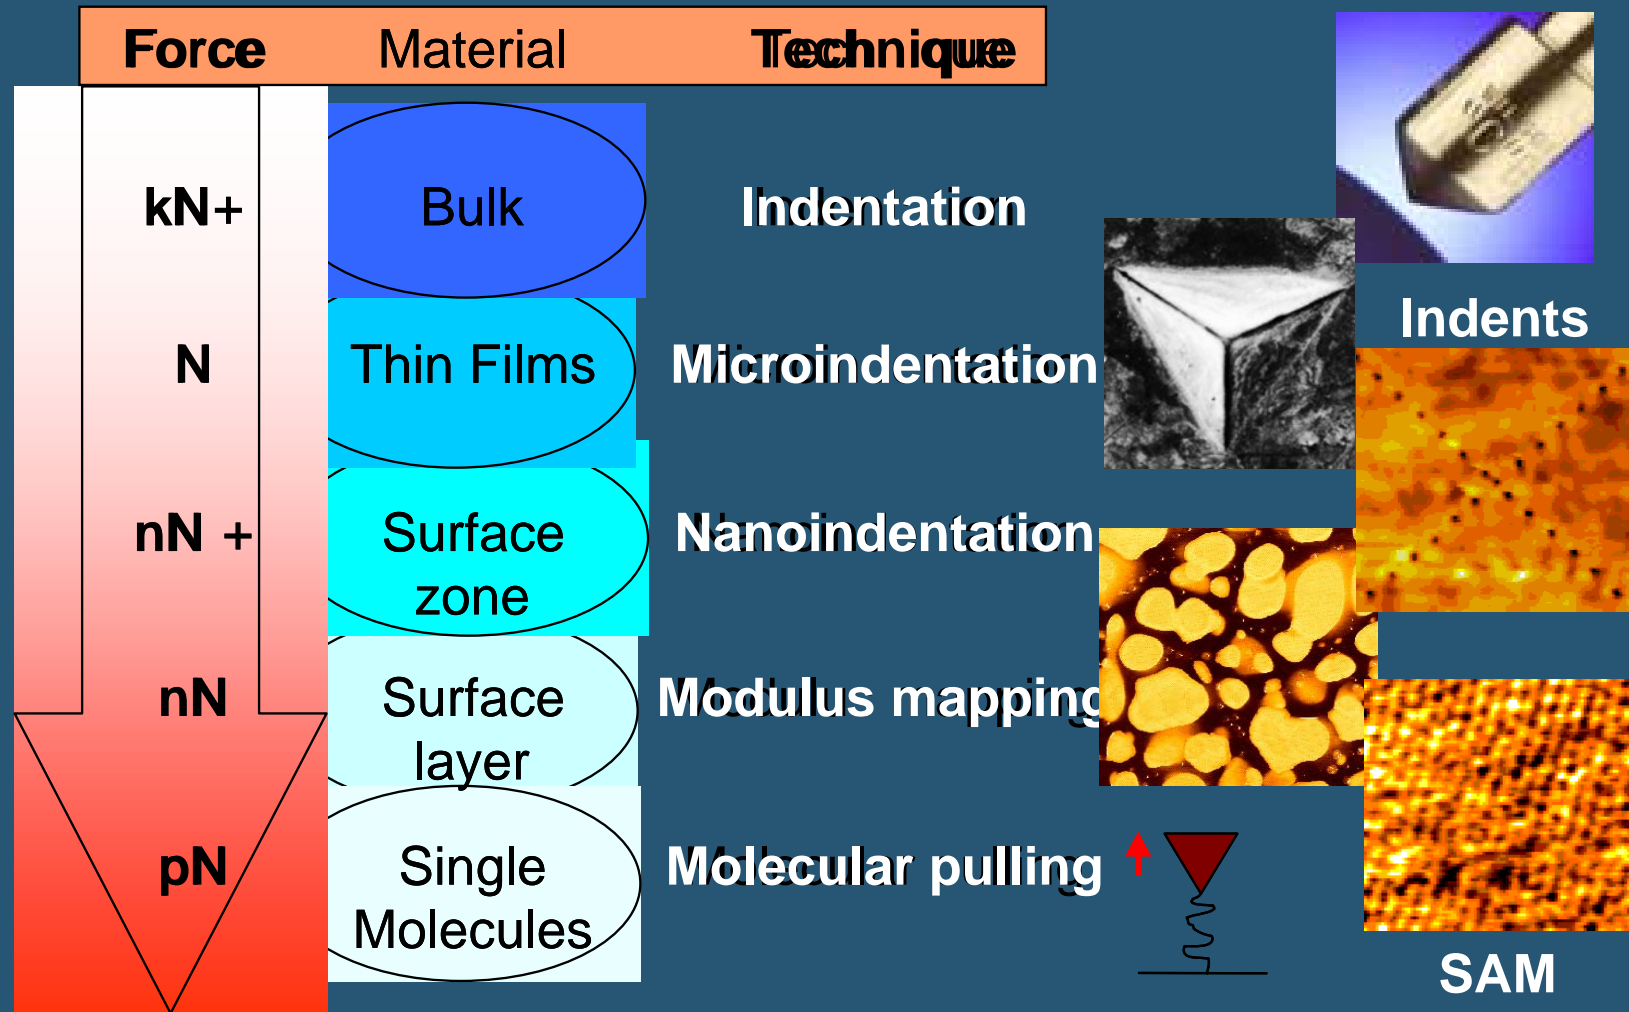 Force Material Technique
kN+ Bulk Indentation
Indents
N Thin Films Microindentation
nN + Surface Nanoindentation
zone
nN Surface Modulus mapping
layer
pN Single Molecular pulling
Molecules
SAM